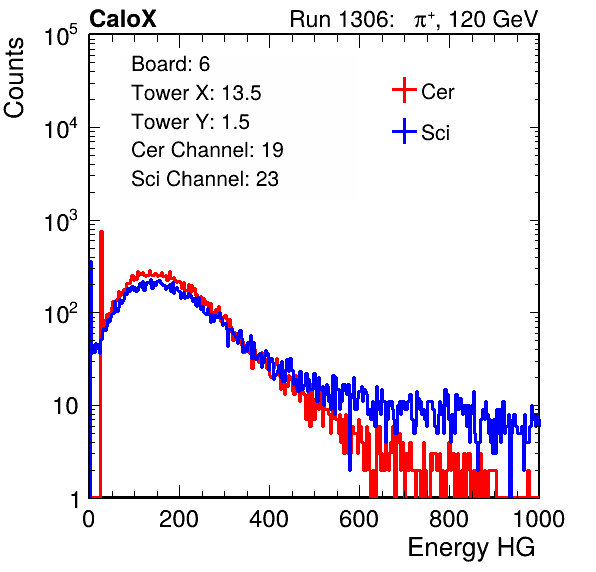 CaloX Run 1306: π⁺, 120 GeV
Counts
10⁵
10⁴
10³
10²
10
1
Board: 6
Tower X: 13.5
Tower Y: 1.5
Cer Channel: 19
Sci Channel: 23
Cer
Sci
0 200 400 600 800 1000
Energy HG